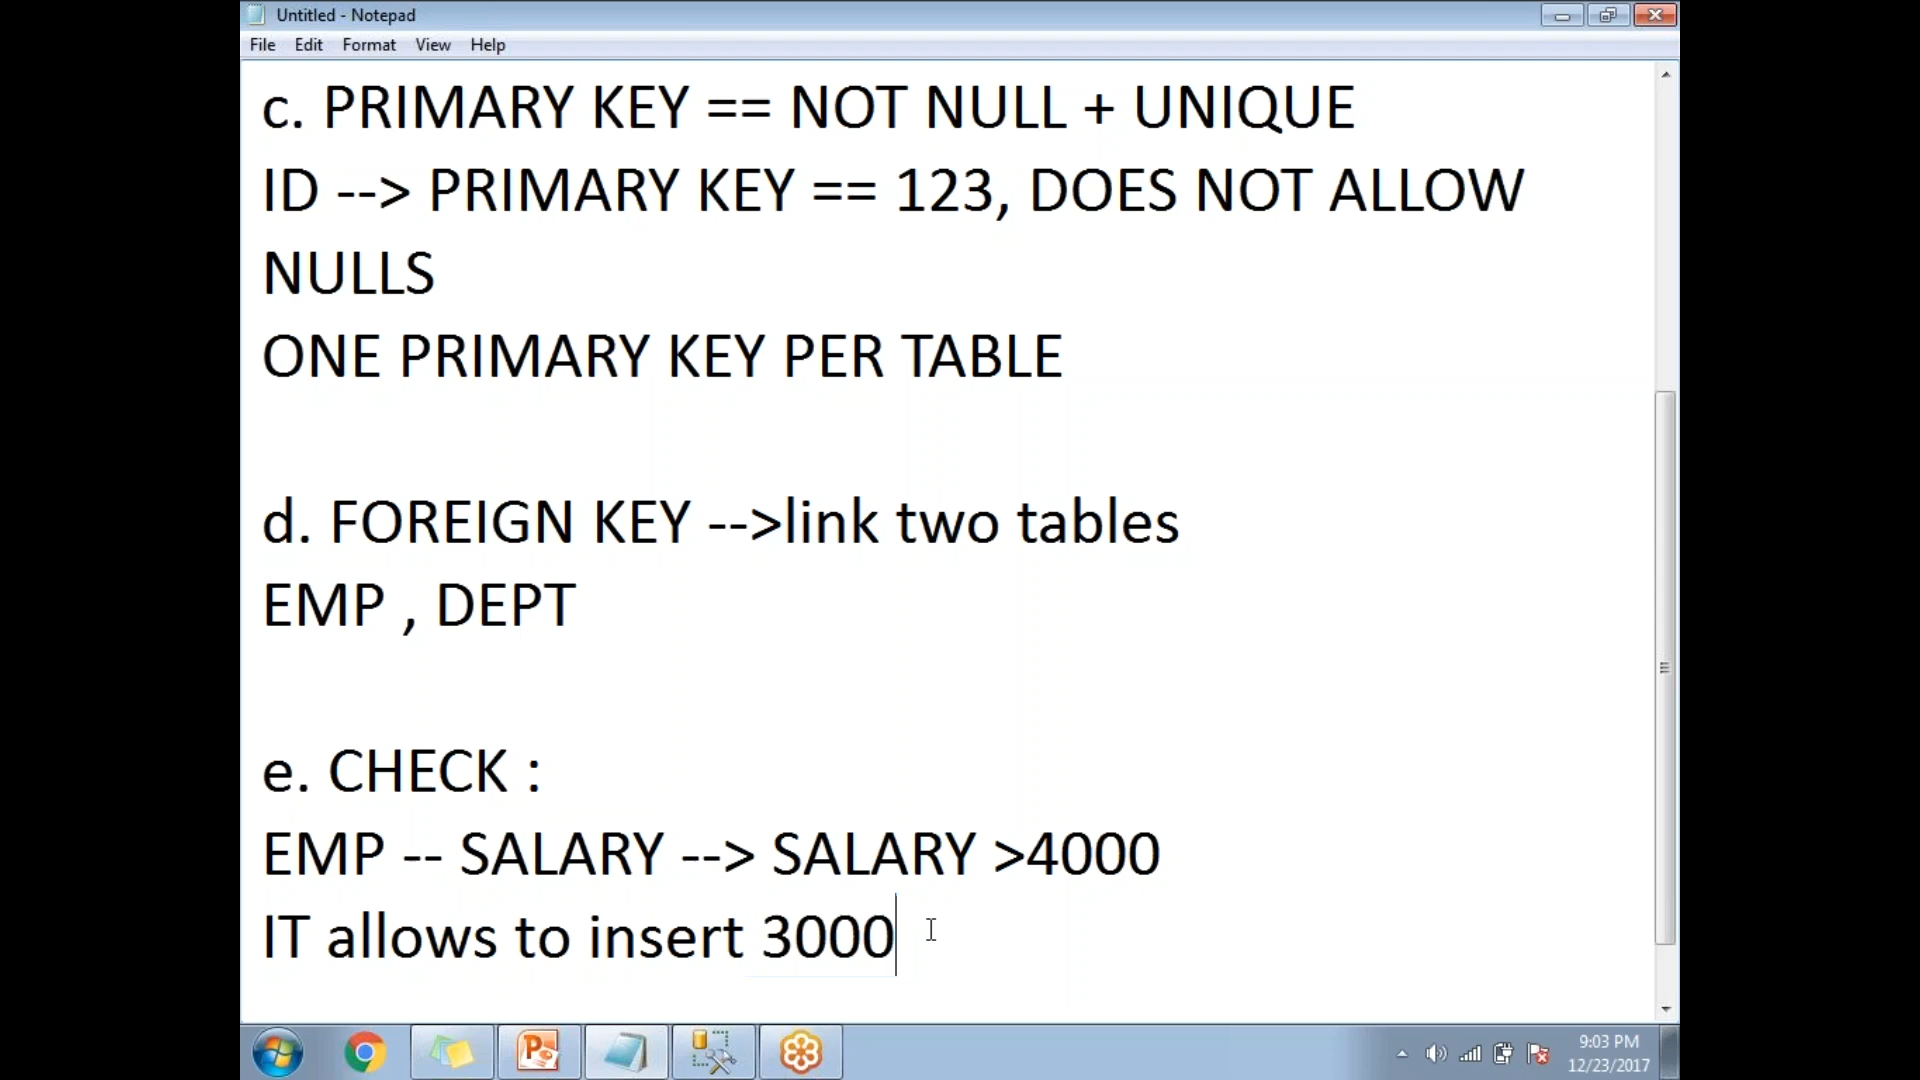 Untitled - Notepad
File Edit Format View Help
c. PRIMARY KEY == NOT NULL + UNIQUE
ID --> PRIMARY KEY == 123, DOES NOT ALLOW
NULLS
ONE PRIMARY KEY PER TABLE
d. FOREIGN KEY -->link two tables
EMP , DEPT
e. CHECK :
EMP -- SALARY --> SALARY >4000
IT allows to insert 3000
9:03 PM
12/23/2017